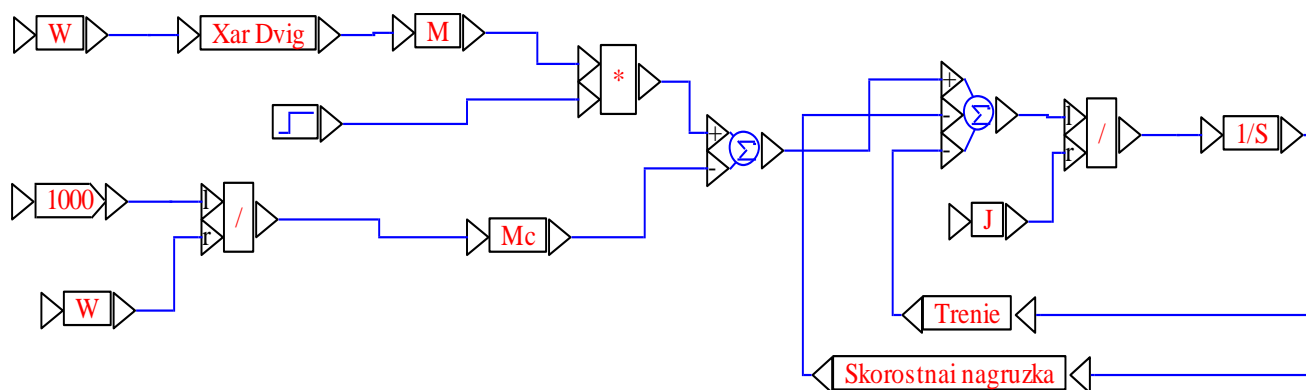 W
Xar Dvig
M
*
+
-
Σ
1000
l
r
/
W
Mc
+
-
-
Σ
l
r
/
1/S
J
Trenie
Skorostnai nagruzka